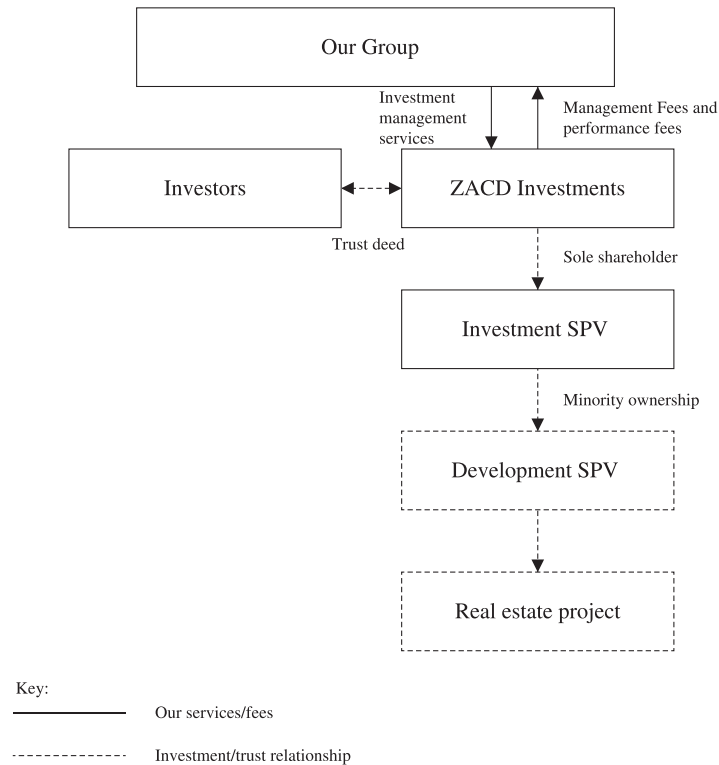 Our Group
Investment
management
services
Management Fees and
performance fees
Investors
ZACD Investments
Trust deed
Sole shareholder
Investment SPV
Minority ownership
Development SPV
Real estate project
Key:
Our services/fees
Investment/trust relationship